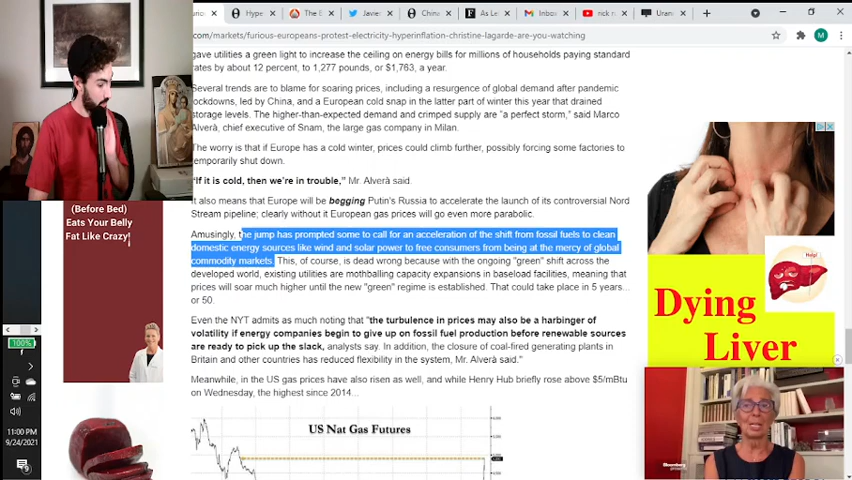 Hype
The B
Javier
China
As Le
Inbox
nick r
Uran
/markets/furious-europeans-protest-electricity-hyperinflation-christine-lagarde-are-you-watching
gave utilities a green light to increase the ceiling on energy bills for millions of households paying standard
rates by about 12 percent, to 1,277 pounds, or $1,763, a year.
Several trends are to blame for soaring prices, including a resurgence of global demand after pandemic
lockdowns, led by China, and a European cold snap in the latter part of winter this year that drained
storage levels. The higher-than-expected demand and crimped supply are "a perfect storm," said Marco
Alverà, chief executive of Snam, the large gas company in Milan.
The worry is that if Europe has a cold winter, prices could climb further, possibly forcing some factories to
temporarily shut down.
"If it is cold, then we're in trouble," Mr. Alverà said.
It also means that Europe will be begging Putin's Russia to accelerate the launch of its controversial Nord
Stream pipeline; clearly without it European gas prices will go even more parabolic.
Amusingly, the jump has prompted some to call for an acceleration of the shift from fossil fuels to clean
domestic energy sources like wind and solar power to free consumers from being at the mercy of global
commodity markets. This, of course, is dead wrong because with the ongoing "green" shift across the
developed world, existing utilities are mothballing capacity expansions in baseload facilities, meaning that
prices will soar much higher until the new "green" regime is established. That could take place in 5 years...
or 50.
Even the NYT admits as much noting that "the turbulence in prices may also be a harbinger of
volatility if energy companies begin to give up on fossil fuel production before renewable sources
are ready to pick up the slack, analysts say. In addition, the closure of coal-fired generating plants in
Britain and other countries has reduced flexibility in the system, Mr. Alverà said."
Meanwhile, in the US gas prices have also risen as well, and while Henry Hub briefly rose above $5/mBtu
on Wednesday, the highest since 2014...
US Nat Gas Futures
(Before Bed)
Eats Your Belly
Fat Like Crazy!
100%
11:00 PM
9/24/2021
Help!
Dying
Liver
Bloomberg